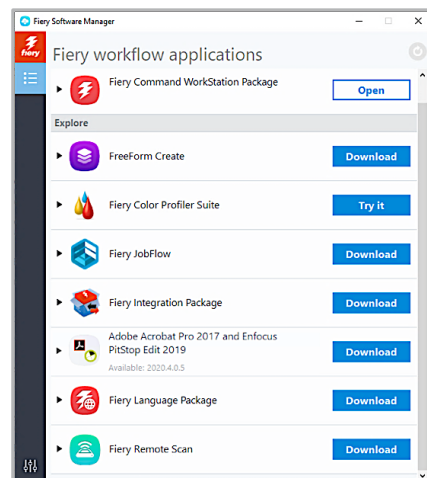 Fiery Software Manager
fiery
Fiery workflow applications
Fiery Command WorkStation Package
Open
Explore
FreeForm Create
Download
Fiery Color Profiler Suite
Try it
Fiery JobFlow
Download
Fiery Integration Package
Download
Adobe Acrobat Pro 2017 and Enfocus
PitStop Edit 2019
Available: 2020.4.0.5
Download
Fiery Language Package
Download
Fiery Remote Scan
Download